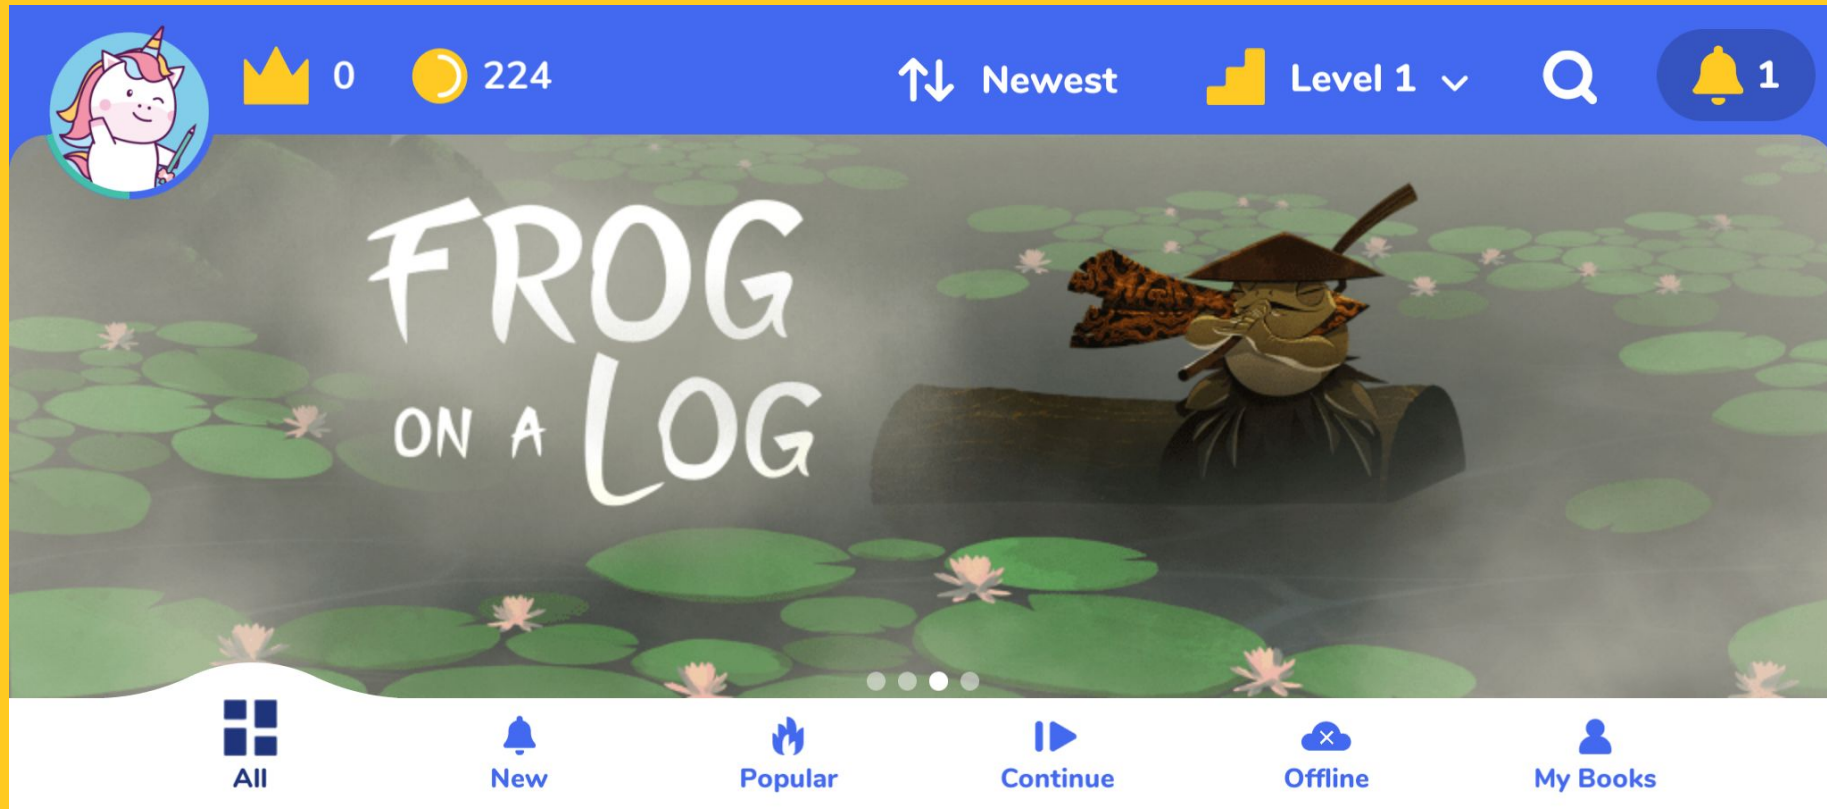 0
224
Newest
Level 1
1
FROG
ON A LOG
All
New
Popular
Continue
Offline
My Books